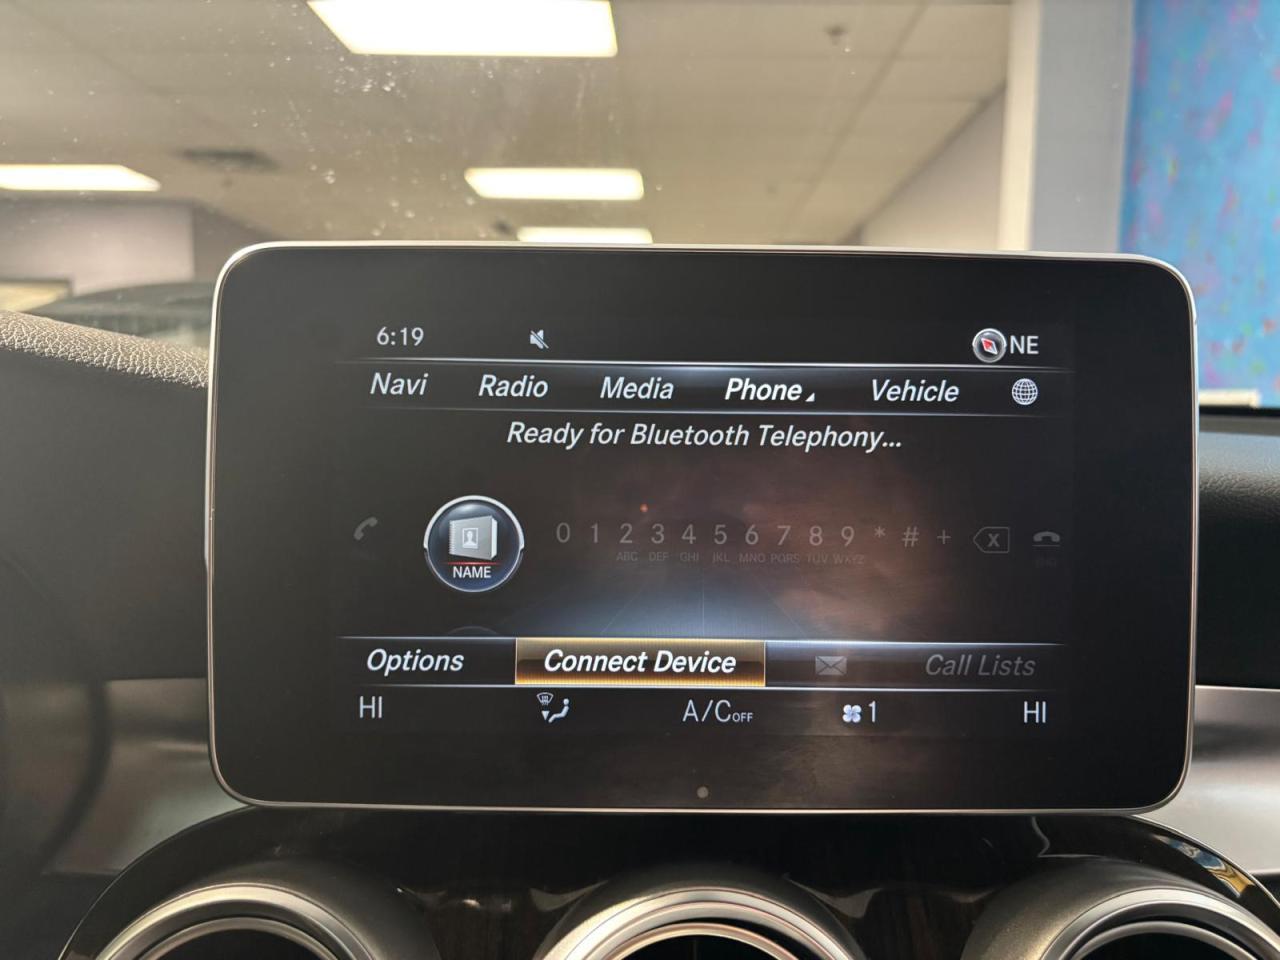 6:19 NE
Navi Radio Media Phone Vehicle
Ready for Bluetooth Telephony...
0 1 2 3 4 5 6 7 8 9 * # + X
ABC DEF GHI JKL MNO PQRS TUV WXYZ
NAME
Options Connect Device Call Lists
HI A/C OFF 1 HI